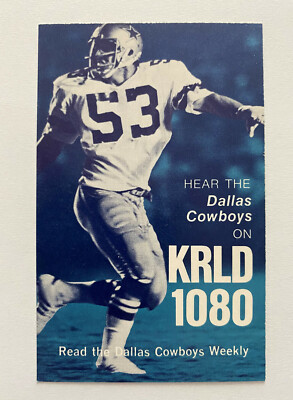 53
HEAR THE
Dallas
Cowboys
ON
KRLD
1080
Read the Dallas Cowboys Weekly